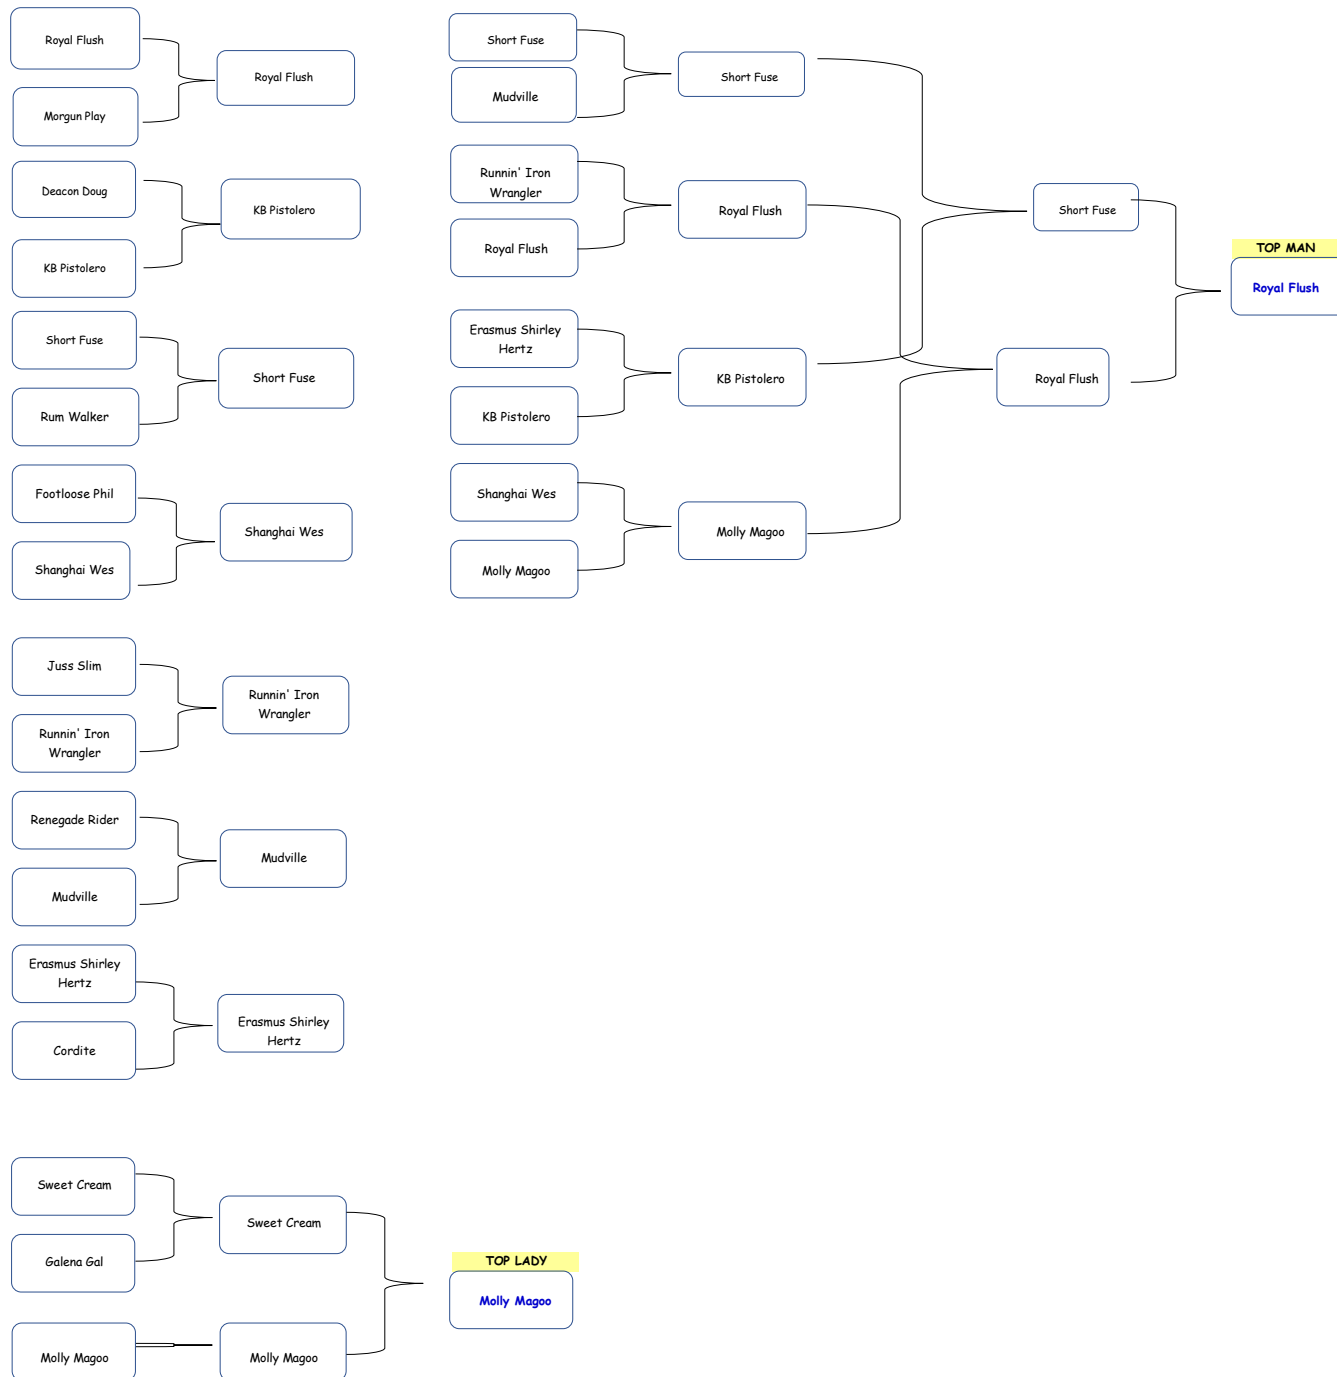 Royal Flush
Morgun Play
Royal Flush
Deacon Doug
KB Pistolero
KB Pistolero
Short Fuse
Rum Walker
Short Fuse
Footloose Phil
Shanghai Wes
Shanghai Wes
Juss Slim
Runnin' Iron
Wrangler
Runnin' Iron
Wrangler
Renegade Rider
Mudville
Mudville
Erasmus Shirley
Hertz
Cordite
Erasmus Shirley
Hertz
Short Fuse
Mudville
Short Fuse
Runnin' Iron
Wrangler
Royal Flush
Royal Flush
Erasmus Shirley
Hertz
KB Pistolero
KB Pistolero
Shanghai Wes
Molly Magoo
Molly Magoo
Short Fuse
Royal Flush
TOP MAN
Royal Flush
Sweet Cream
Galena Gal
Sweet Cream
Molly Magoo
Molly Magoo
TOP LADY
Molly Magoo